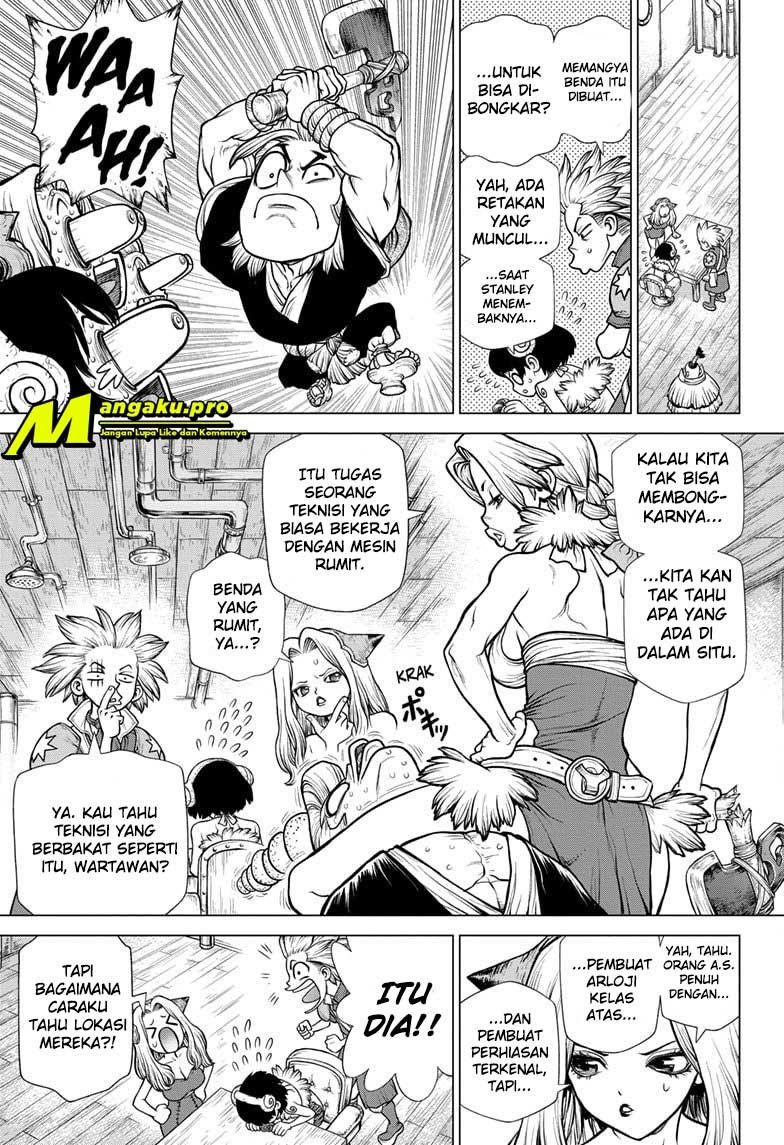 MEMANGYA
BENDA ITU
DIBUAT...
...UNTUK
BISA DI-
BONGKAR?
YAH, ADA
RETAKAN
YANG
MUNCUL...
...SAAT
STANLEY
MENEM-
BAKNYA...
WAA
AH!
Mangaku.pro
Jangan Lupa Like dan Komennya
KALAU KITA
TAK BISA
MEMBONG-
KARNYA...
...KITA KAN
TAK TAHU
APA YANG
ADA DI
DALAM SITU.
ITU TUGAS
SEORANG
TEKNISI YANG
BIASA BEKERJA
DENGAN MESIN
RUMIT.
BENDA
YANG
RUMIT,
YA...?
KRAK
ポキッ
YA. KAU TAHU
TEKNISI YANG
BERBAKAT SEPERTI
ITU, WARTAWAN?
YAH, TAHU.
ORANG A.S.
PENUH
DENGAN...
...PEMBUAT
ARLOJI
KELAS
ATAS...
...DAN
PEMBUAT
PERHIASAN
TERKENAL,
TAPI...
ITU
DIA!!
TAPI
BAGAIMANA
CARAKU
TAHU LOKASI
MEREKA?!